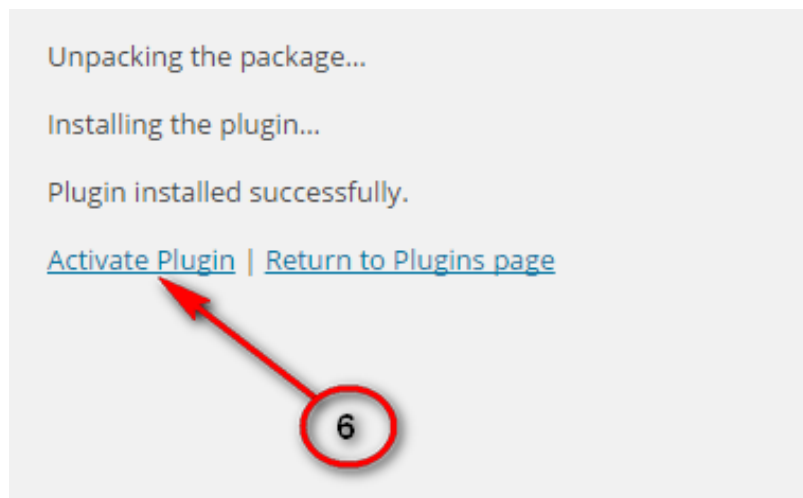 Unpacking the package...
Installing the plugin...
Plugin installed successfully.
Activate Plugin | Return to Plugins page
6